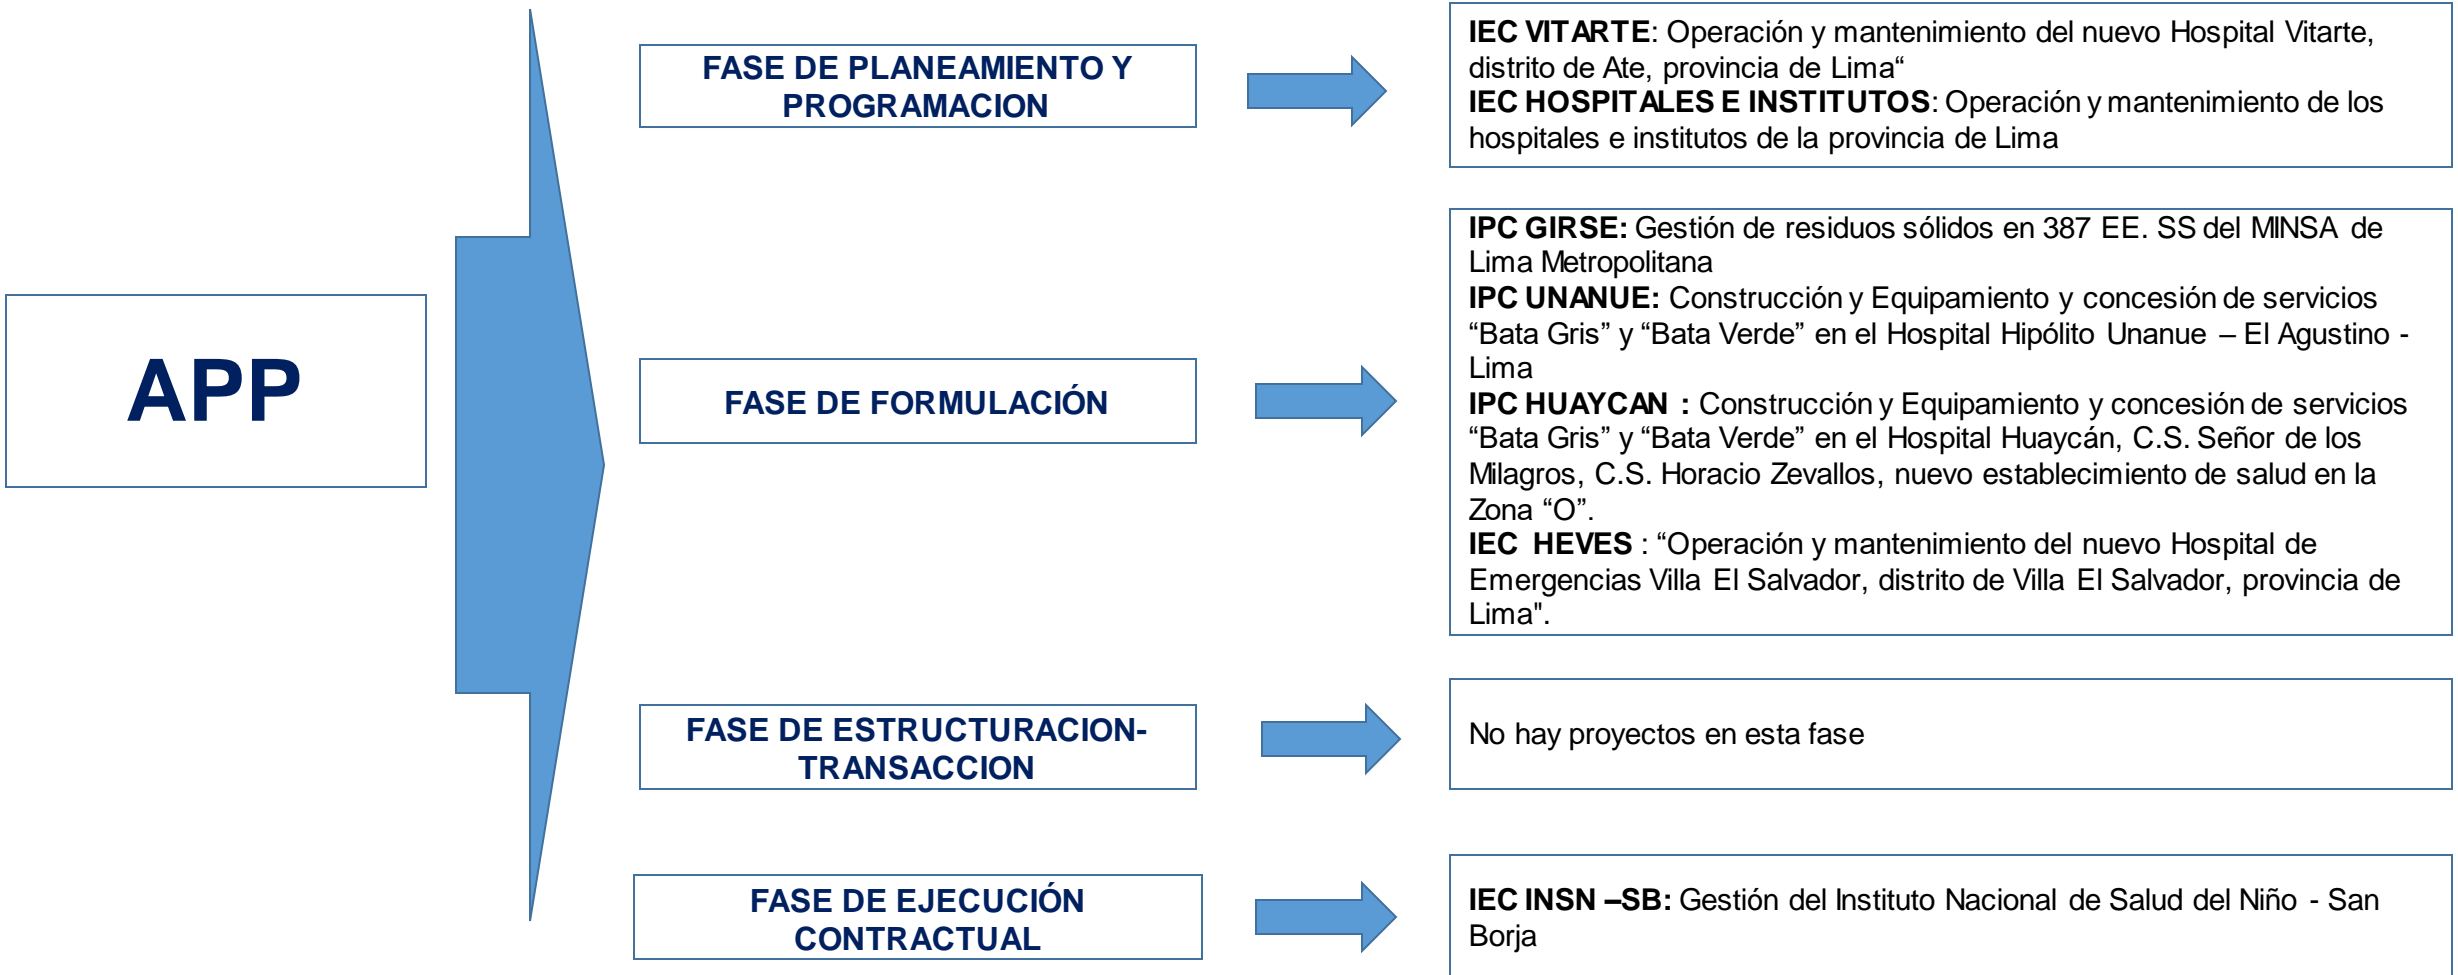 APP
FASE DE PLANEAMIENTO Y
PROGRAMACION
IEC VITARTE: Operación y mantenimiento del nuevo Hospital Vitarte,
distrito de Ate, provincia de Lima“
IEC HOSPITALES E INSTITUTOS: Operación y mantenimiento de los
hospitales e institutos de la provincia de Lima
FASE DE FORMULACIÓN
IPC GIRSE: Gestión de residuos sólidos en 387 EE. SS del MINSA de
Lima Metropolitana
IPC UNANUE: Construcción y Equipamiento y concesión de servicios
“Bata Gris” y “Bata Verde” en el Hospital Hipólito Unanue – El Agustino -
Lima
IPC HUAYCAN : Construcción y Equipamiento y concesión de servicios
“Bata Gris” y “Bata Verde” en el Hospital Huaycán, C.S. Señor de los
Milagros, C.S. Horacio Zevallos, nuevo establecimiento de salud en la
Zona “O”.
IEC HEVES : “Operación y mantenimiento del nuevo Hospital de
Emergencias Villa El Salvador, distrito de Villa El Salvador, provincia de
Lima".
FASE DE ESTRUCTURACION-
TRANSACCION
No hay proyectos en esta fase
FASE DE EJECUCIÓN
CONTRACTUAL
IEC INSN –SB: Gestión del Instituto Nacional de Salud del Niño - San
Borja